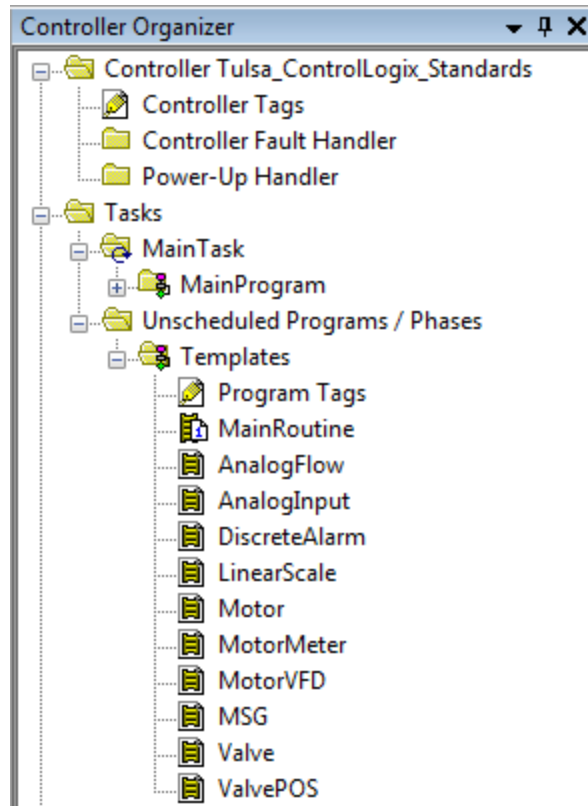 Controller Organizer
Controller Tulsa_ControlLogix_Standards
Controller Tags
Controller Fault Handler
Power-Up Handler
Tasks
MainTask
MainProgram
Unscheduled Programs / Phases
Templates
Program Tags
MainRoutine
AnalogFlow
AnalogInput
DiscreteAlarm
LinearScale
Motor
MotorMeter
MotorVFD
MSG
Valve
ValvePOS